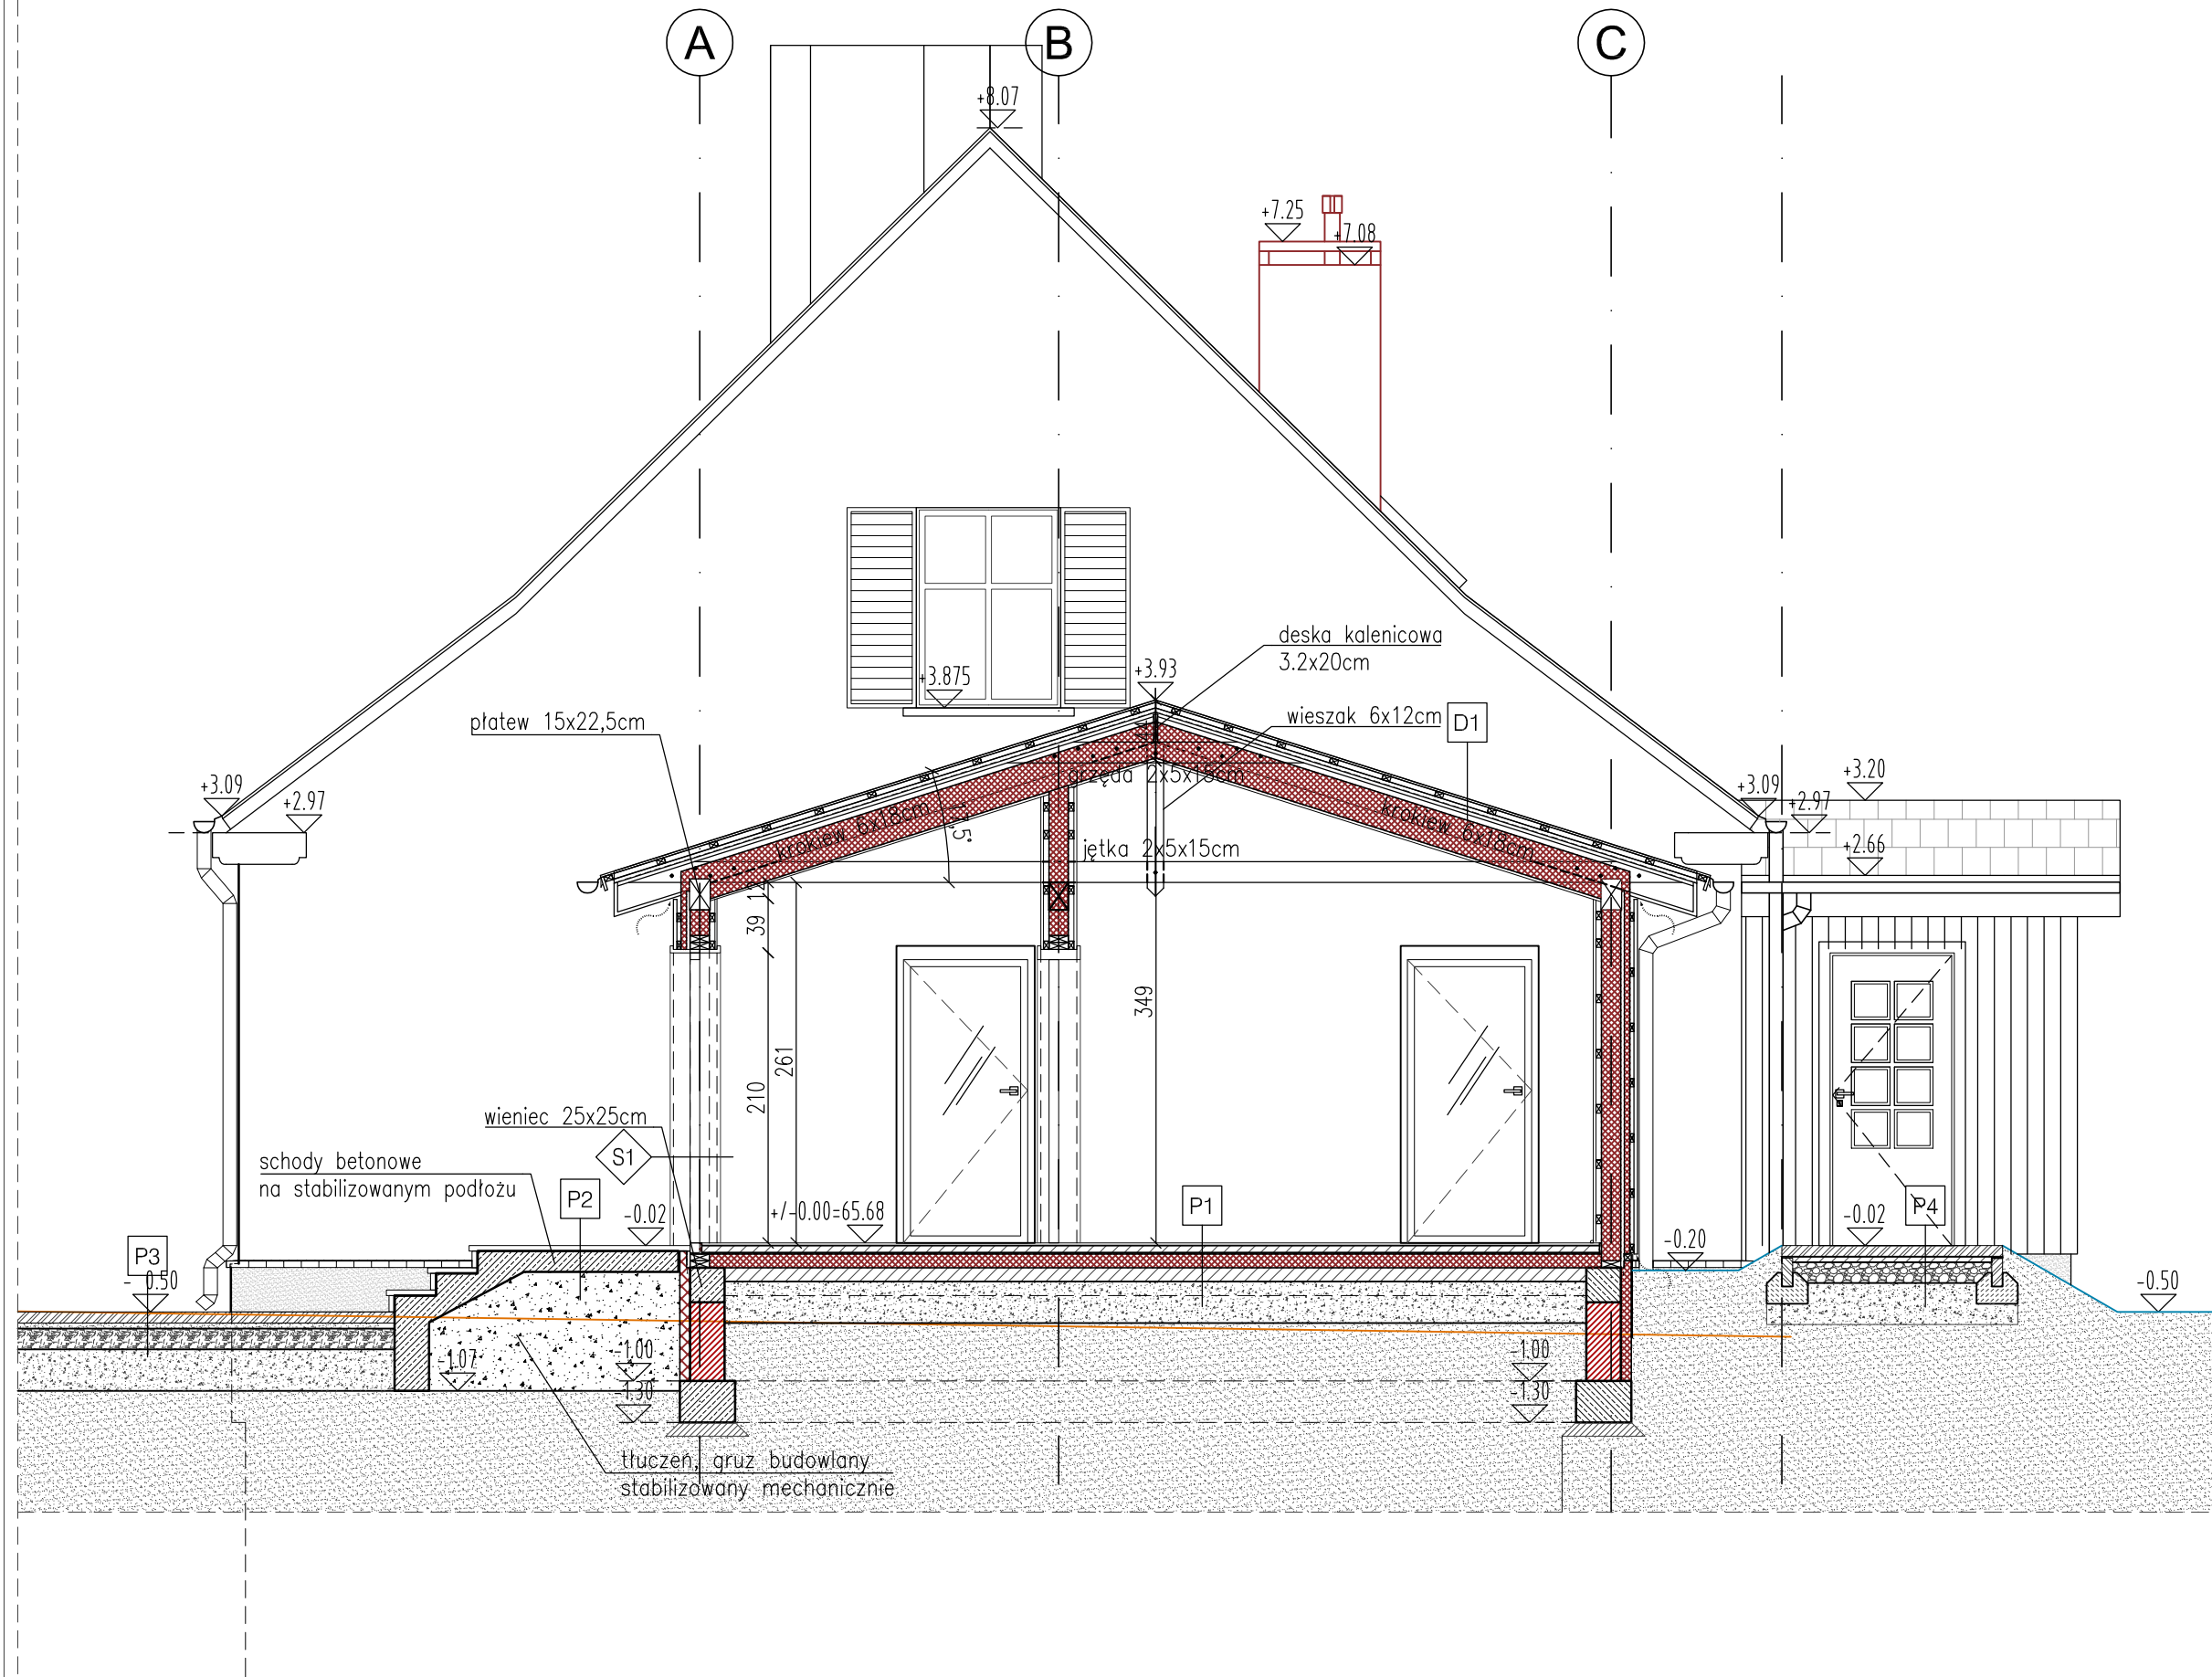 A
B
C
+8.07
+7.25
+7.08
deska kalenicowa
3.2x20cm
+3.875
+3.93
wieszak 6x12cm
D1
płatew 15x22,5cm
grzęda 2x5x15cm
+3.09
+2.97
+3.09
+2.97
+3.20
krokiew 6x18cm
krokiew 6x18cm
jętka 2x5x15cm
+2.66
39
349
261
210
wieniec 25x25cm
S1
schody betonowe
na stabilizowanym podłożu
P2
P1
P4
-0.02
+/-0.00=65.68
-0.02
P3
-0.20
- 0.50
-0.50
-1.07
-1.00
-1.00
-1.30
-1.30
tłuczeń, gruz budowlany
stabilizowany mechanicznie